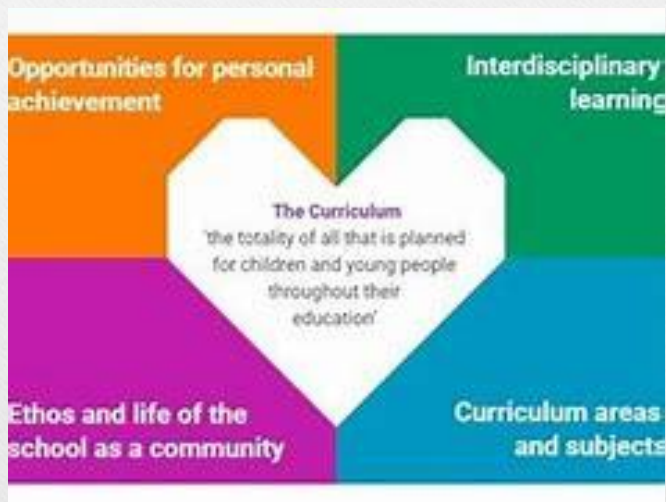 Opportunities for personal
achievement
Interdisciplinary
learning
The Curriculum
'the totality of all that is planned
for children and young people
throughout their
education'
Ethos and life of the
school as a community
Curriculum areas
and subjects